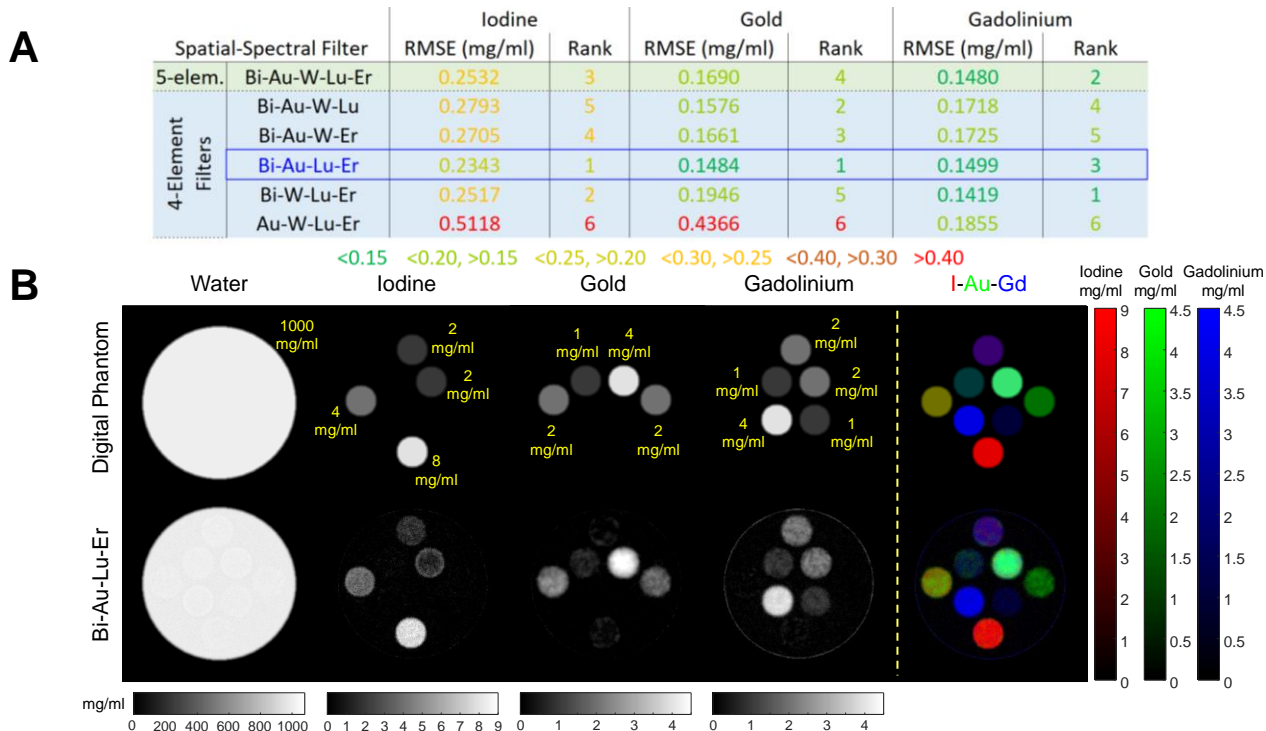 A
Iodine Gold Gadolinium
Spatial-Spectral Filter RMSE (mg/ml) Rank RMSE (mg/ml) Rank RMSE (mg/ml) Rank
5-elem. Bi-Au-W-Lu-Er 0.2532 3 0.1690 4 0.1480 2
4-Element Filters
Bi-Au-W-Lu 0.2793 5 0.1576 2 0.1718 4
Bi-Au-W-Er 0.2705 4 0.1661 3 0.1725 5
Bi-Au-Lu-Er 0.2343 1 0.1484 1 0.1499 3
Bi-W-Lu-Er 0.2517 2 0.1946 5 0.1419 1
Au-W-Lu-Er 0.5118 6 0.4366 6 0.1855 6
<0.15 <0.20, >0.15 <0.25, >0.20 <0.30, >0.25 <0.40, >0.30 >0.40
B
Water Iodine Gold Gadolinium I-Au-Gd
Iodine mg/ml
Gold mg/ml
Gadolinium mg/ml
Digital Phantom
1000 mg/ml
2 mg/ml
2 mg/ml
4 mg/ml
8 mg/ml
1 mg/ml
4 mg/ml
2 mg/ml
2 mg/ml
2 mg/ml
1 mg/ml
2 mg/ml
4 mg/ml
1 mg/ml
Bi-Au-Lu-Er
9 8 7 6 5 4 3 2 1 0
4.5 4 3.5 3 2.5 2 1.5 1 0.5 0
4.5 4 3.5 3 2.5 2 1.5 1 0.5 0
mg/ml
0 200 400 600 800 1000
0 1 2 3 4 5 6 7 8 9
0 1 2 3 4
0 1 2 3 4